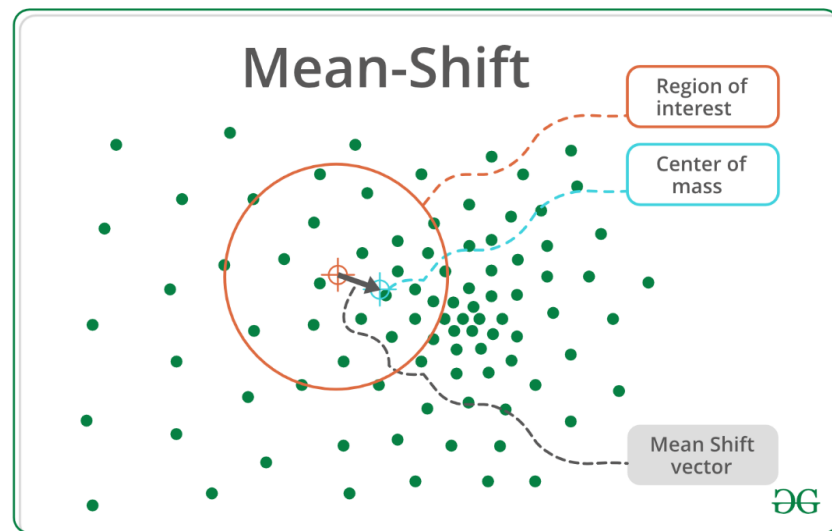 Mean-Shift
Region of
interest
Center of
mass
Mean Shift
vector